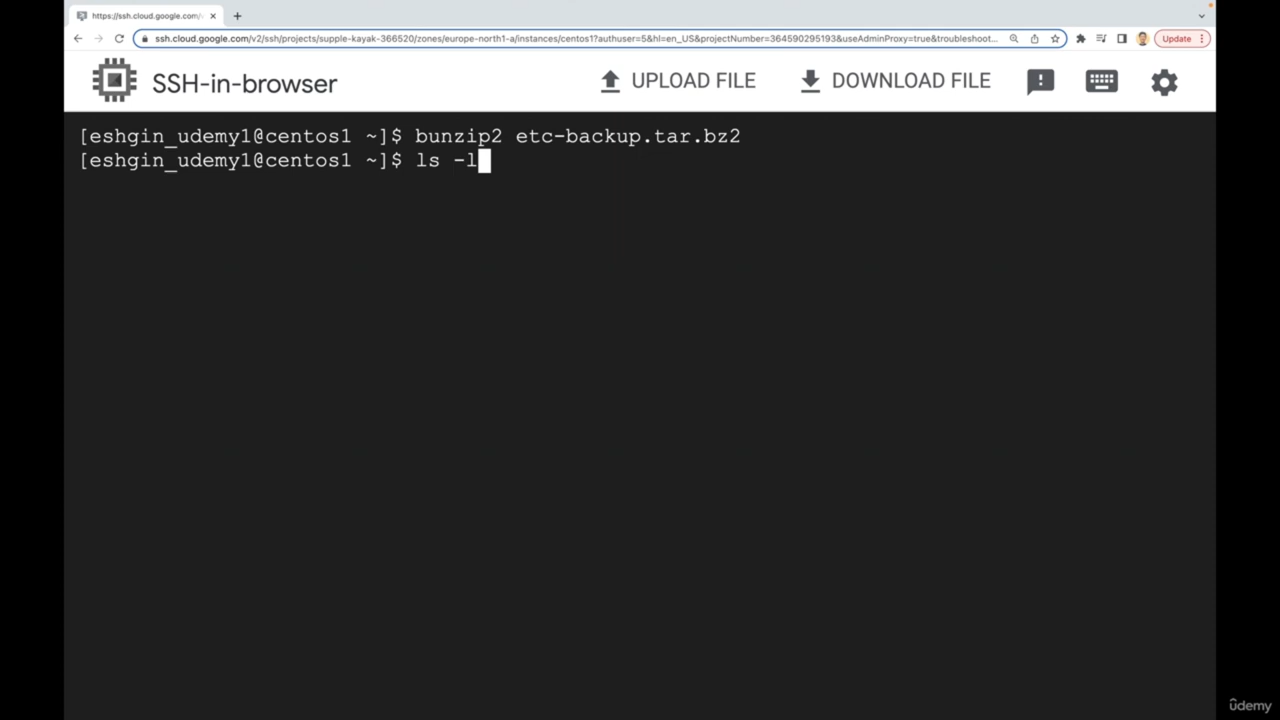 https://ssh.cloud.google.com/v
ssh.cloud.google.com/v2/ssh/projects/supple-kayak-366520/zones/europe-north1-a/instances/centos1?authuser=5&hl=en_US&projectNumber=364590295193&useAdminProxy=true&troubleshoot...
Update
SSH-in-browser
UPLOAD FILE
DOWNLOAD FILE
[eshgin_udemy1@centos1 ~]$ bunzip2 etc-backup.tar.bz2
[eshgin_udemy1@centos1 ~]$ ls -l
ûdemy